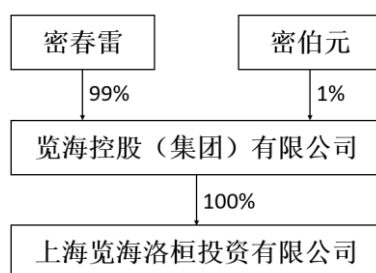 密春雷 密伯元
99% 1%
览海控股（集团）有限公司
100%
上海览海洛桓投资有限公司